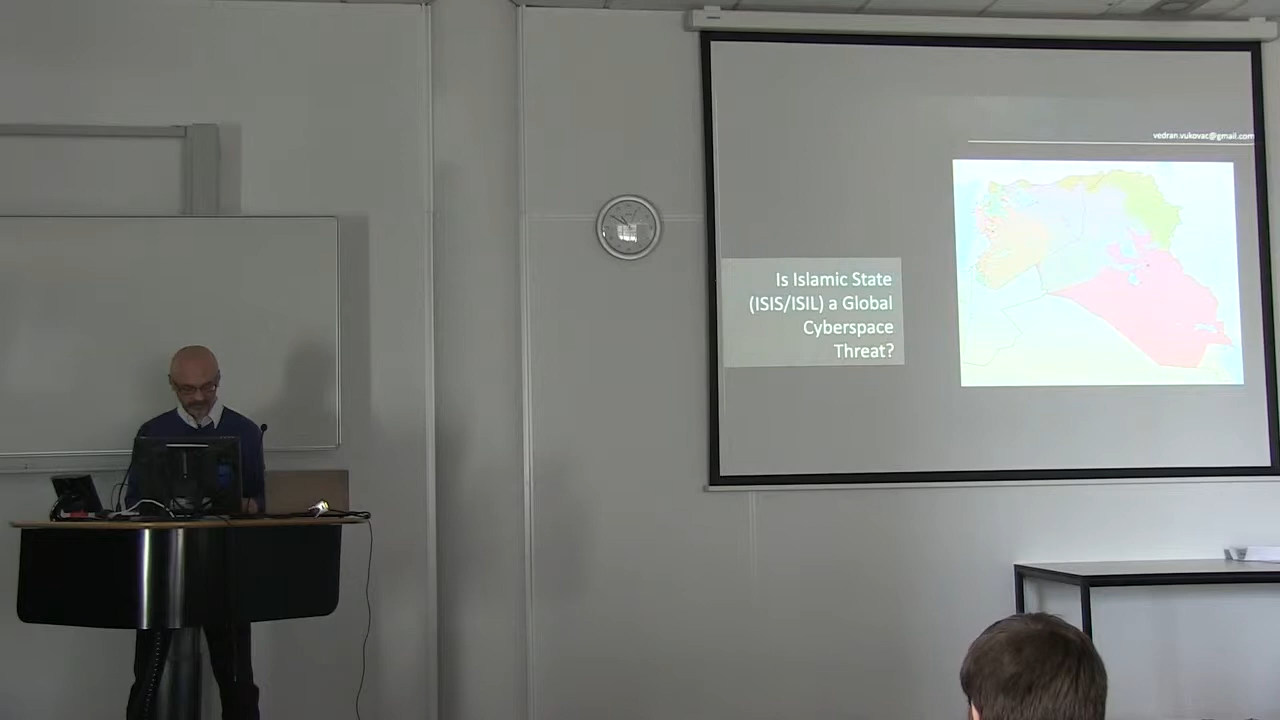 vedran.vukovac@gmail.com
Is Islamic State
(ISIS/ISIL) a Global
Cyberspace
Threat?